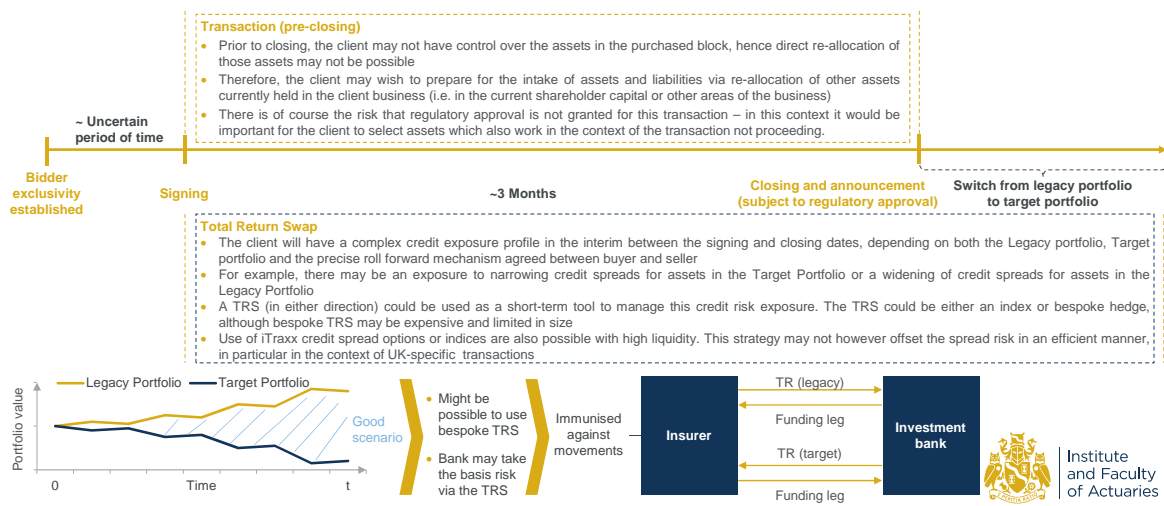 Transaction (pre-closing)
• Prior to closing, the client may not have control over the assets in the purchased block, hence direct re-allocation of
those assets may not be possible
• Therefore, the client may wish to prepare for the intake of assets and liabilities via re-allocation of other assets
currently held in the client business (i.e. in the current shareholder capital or other areas of the business)
• There is of course the risk that regulatory approval is not granted for this transaction – in this context it would be
important for the client to select assets which also work in the context of the transaction not proceeding.
~ Uncertain
period of time
Bidder
exclusivity
established
Signing
~3 Months
Closing and announcement
(subject to regulatory approval)
Switch from legacy portfolio
to target portfolio
Total Return Swap
• The client will have a complex credit exposure profile in the interim between the signing and closing dates, depending on both the Legacy portfolio, Target
portfolio and the precise roll forward mechanism agreed between buyer and seller
• For example, there may be an exposure to narrowing credit spreads for assets in the Target Portfolio or a widening of credit spreads for assets in the
Legacy Portfolio
• A TRS (in either direction) could be used as a short-term tool to manage this credit risk exposure. The TRS could be either an index or bespoke hedge,
although bespoke TRS may be expensive and limited in size
• Use of iTraxx credit spread options or indices are also possible with high liquidity. This strategy may not however offset the spread risk in an efficient manner,
in particular in the context of UK-specific transactions
Legacy Portfolio
Target Portfolio
Portfolio value
Good
scenario
0
Time
t
• Might be
possible to use
bespoke TRS
• Bank may take
the basis risk
via the TRS
Immunised
against
movements
Insurer
TR (legacy)
Funding leg
TR (target)
Funding leg
Investment
bank
Institute
and Faculty
of Actuaries